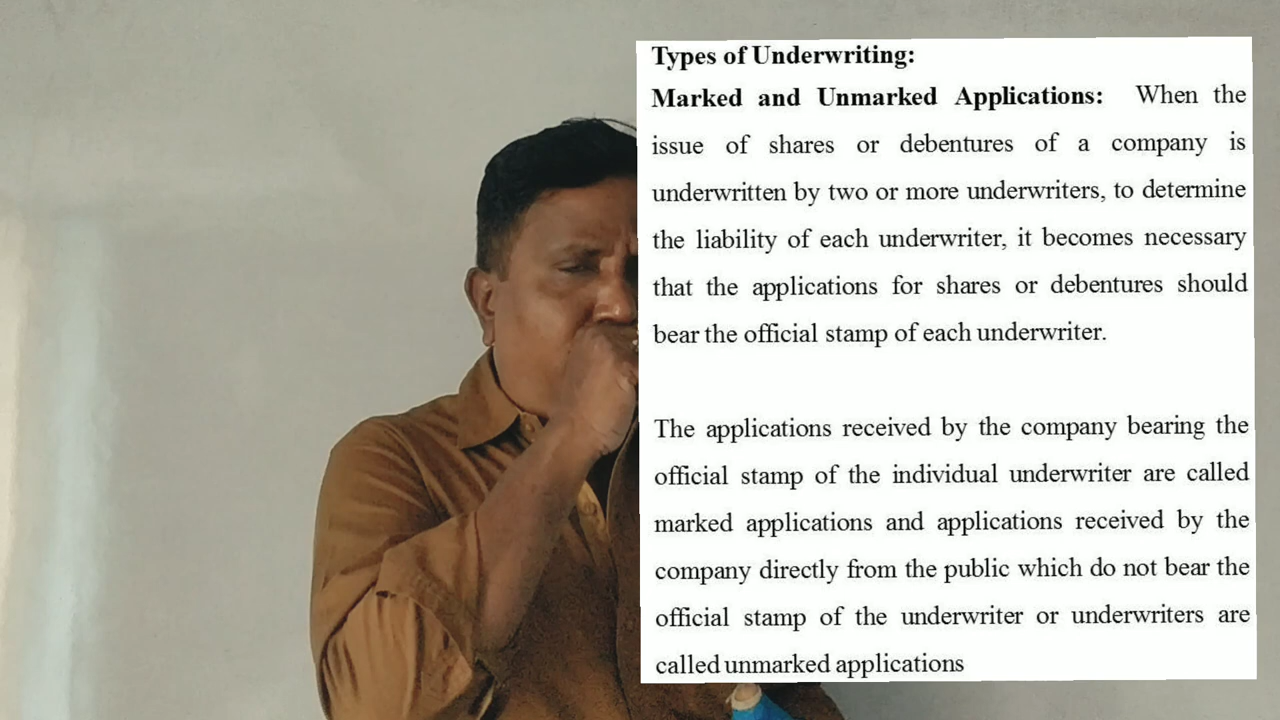 Types of Underwriting:
Marked and Unmarked Applications: When the
issue of shares or debentures of a company is
underwritten by two or more underwriters, to determine
the liability of each underwriter, it becomes necessary
that the applications for shares or debentures should
bear the official stamp of each underwriter.
The applications received by the company bearing the
official stamp of the individual underwriter are called
marked applications and applications received by the
company directly from the public which do not bear the
official stamp of the underwriter or underwriters are
called unmarked applications